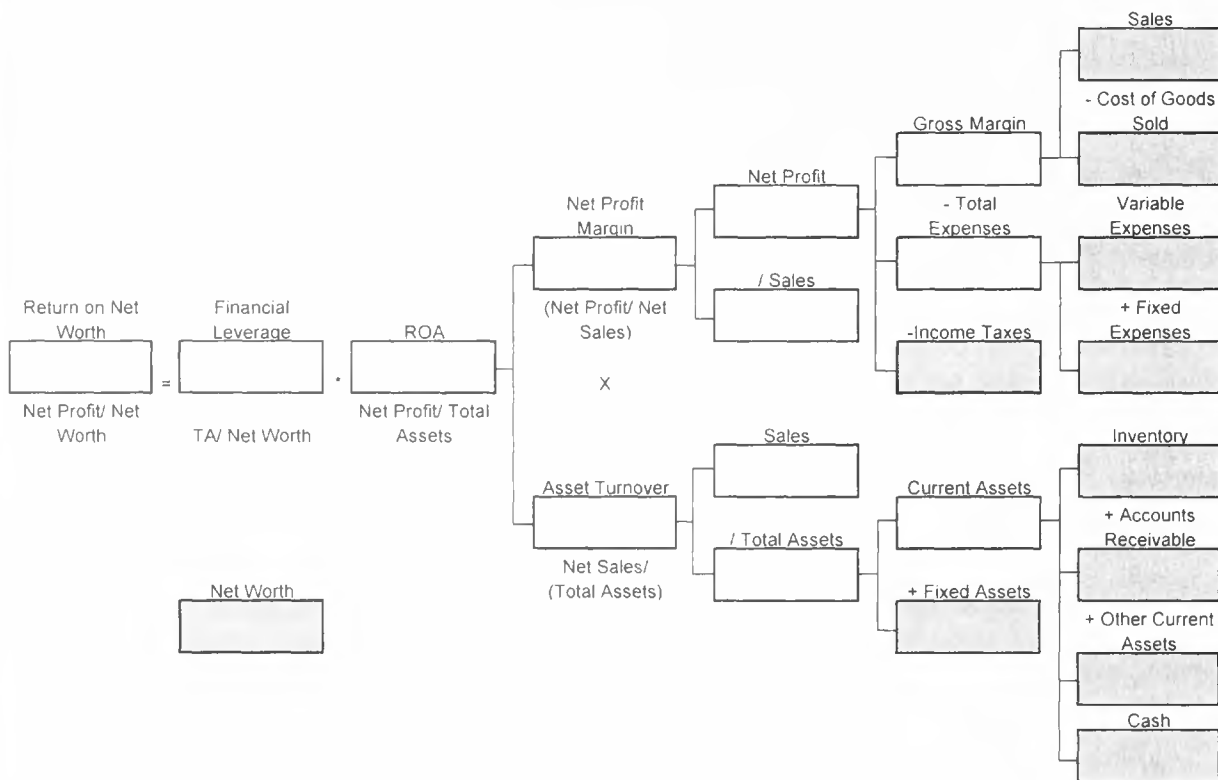 Sales
- Cost of Goods
Sold
Gross Margin
Net Profit
Net Profit
Margin
- Total
Expenses
Variable
Expenses
/ Sales
(Net Profit/ Net
Sales)
Return on Net
Worth
Financial
Leverage
ROA
-Income Taxes
+ Fixed
Expenses
=
*
X
Net Profit/ Net
Worth
TA/ Net Worth
Net Profit/ Total
Assets
Sales
Inventory
Asset Turnover
Current Assets
/ Total Assets
+ Accounts
Receivable
Net Sales/
(Total Assets)
Net Worth
+ Fixed Assets
+ Other Current
Assets
Cash